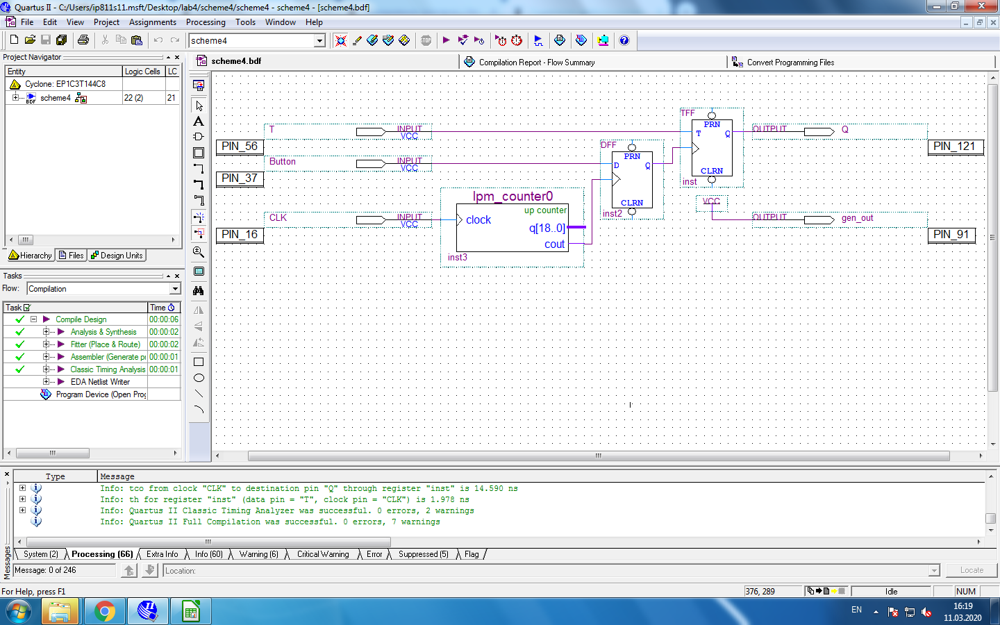 Quartus II - C:/Users/ip811s11.msft/Desktop/lab4/scheme4/scheme4 - scheme4 - [scheme4.bdf]
File Edit View Project Assignments Processing Tools Window Help
scheme4
Project Navigator
Entity Logic Cells LC
Cyclone: EP1C3T144C8
scheme4 22 (2) 21
Hierarchy Files Design Units
Tasks
Flow: Compilation
Task Time
Compile Design 00:00:06
Analysis & Synthesis 00:00:02
Fitter (Place & Route) 00:00:02
Assembler (Generate pr 00:00:01
Classic Timing Analysis 00:00:01
EDA Netlist Writer
Program Device (Open Prog
scheme4.bdf Compilation Report - Flow Summary Convert Programming Files
T INPUT VCC
PIN_56
Button INPUT VCC
PIN_37
CLK INPUT VCC
PIN_16
lpm_counter0
up counter
clock
q[18..0]
cout
inst3
DFF
PRN
D Q
CLRN
inst2
TFF
PRN
T Q
CLRN
inst
VCC
OUTPUT Q
PIN_121
OUTPUT gen_out
PIN_91
Type Message
Info: tco from clock "CLK" to destination pin "Q" through register "inst" is 14.590 ns
Info: th for register "inst" (data pin = "T", clock pin = "CLK") is 1.978 ns
Info: Quartus II Classic Timing Analyzer was successful. 0 errors, 2 warnings
Info: Quartus II Full Compilation was successful. 0 errors, 7 warnings
System (2) Processing (66) Extra Info Info (60) Warning (6) Critical Warning Error Suppressed (5) Flag
Messages
Message: 0 of 246 Location: Locate
For Help, press F1 376, 289 Idle NUM
EN 16:19
11.03.2020